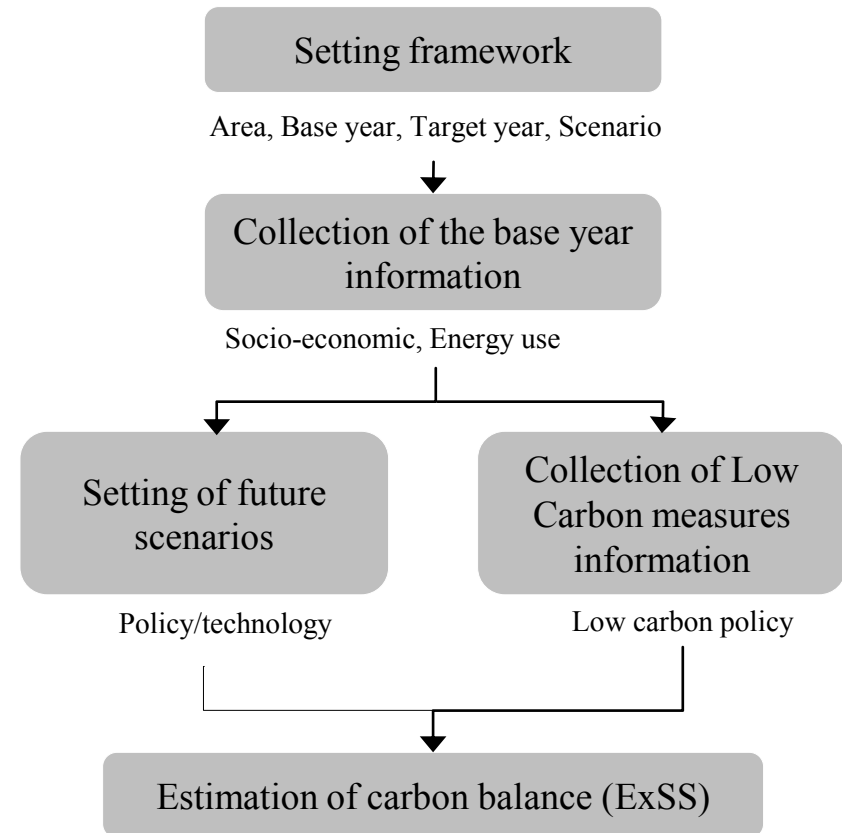 Setting framework
Area, Base year, Target year, Scenario
Collection of the base year
information
Socio-economic, Energy use
Setting of future
scenarios
Policy/technology
Collection of Low
Carbon measures
information
Low carbon policy
Estimation of carbon balance (ExSS)